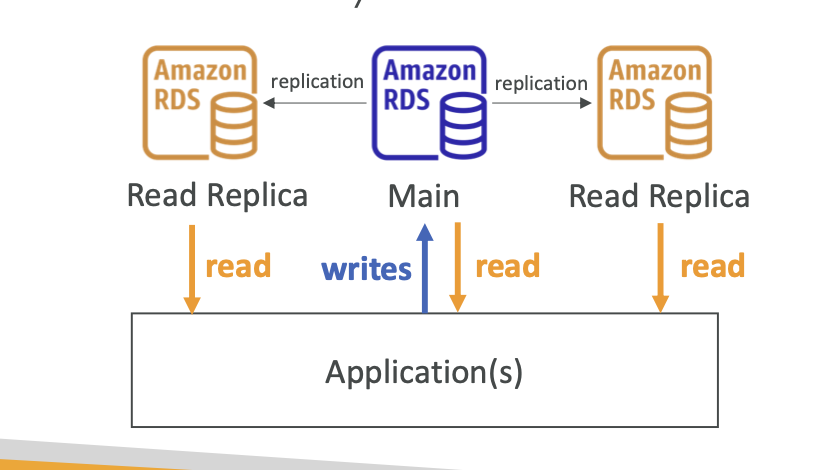 Amazon
RDS
replication
Amazon
RDS
replication
Amazon
RDS
Read Replica
Main
Read Replica
read
writes
read
read
Application(s)